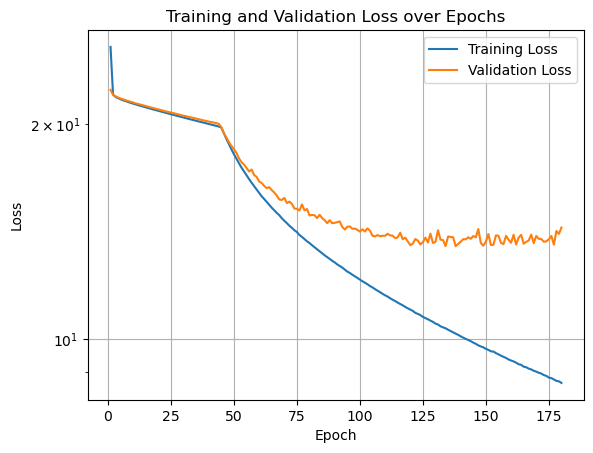 Training and Validation Loss over Epochs
Training Loss
Validation Loss
2 × 10¹
10¹
Loss
0 25 50 75 100 125 150 175
Epoch